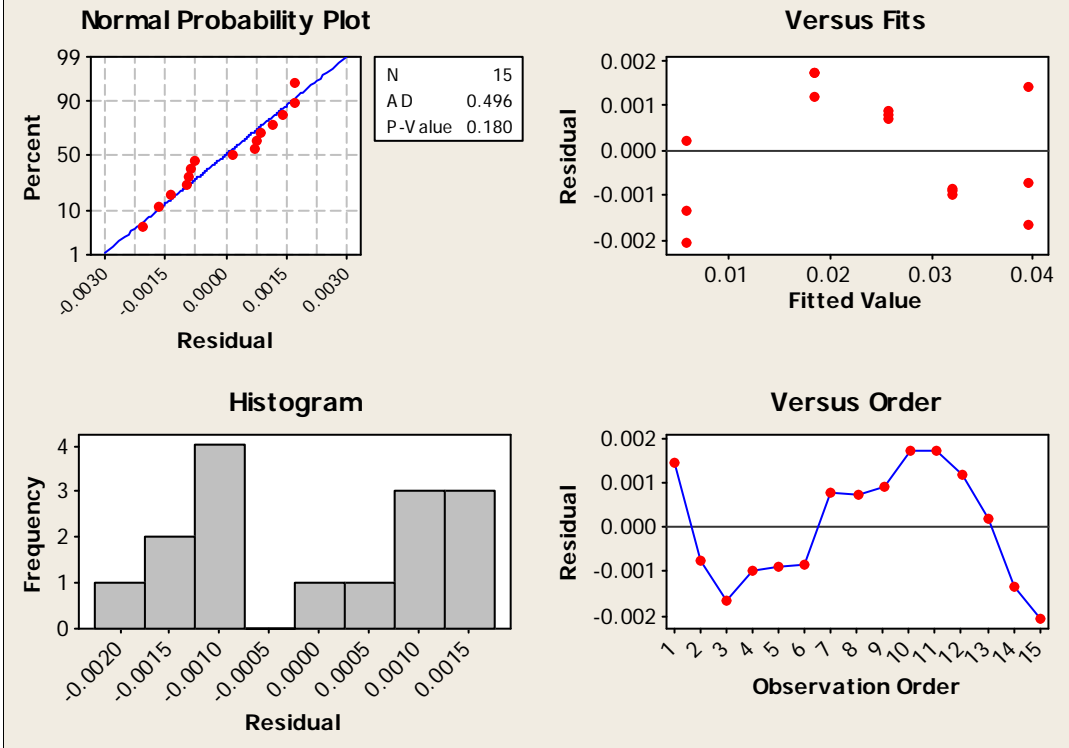 Normal Probability Plot
99
90
50
10
1
Percent
-0.0030
-0.0015
0.0000
0.0015
0.0030
Residual
N 15
AD 0.496
P-Value 0.180
Versus Fits
0.002
0.001
0.000
-0.001
-0.002
Residual
0.01 0.02 0.03 0.04
Fitted Value
Histogram
4
3
2
1
0
Frequency
-0.0020
-0.0015
-0.0010
-0.0005
0.0000
0.0005
0.0010
0.0015
Residual
Versus Order
0.002
0.001
0.000
-0.001
-0.002
Residual
1 2 3 4 5 6 7 8 9 10 11 12 13 14 15
Observation Order